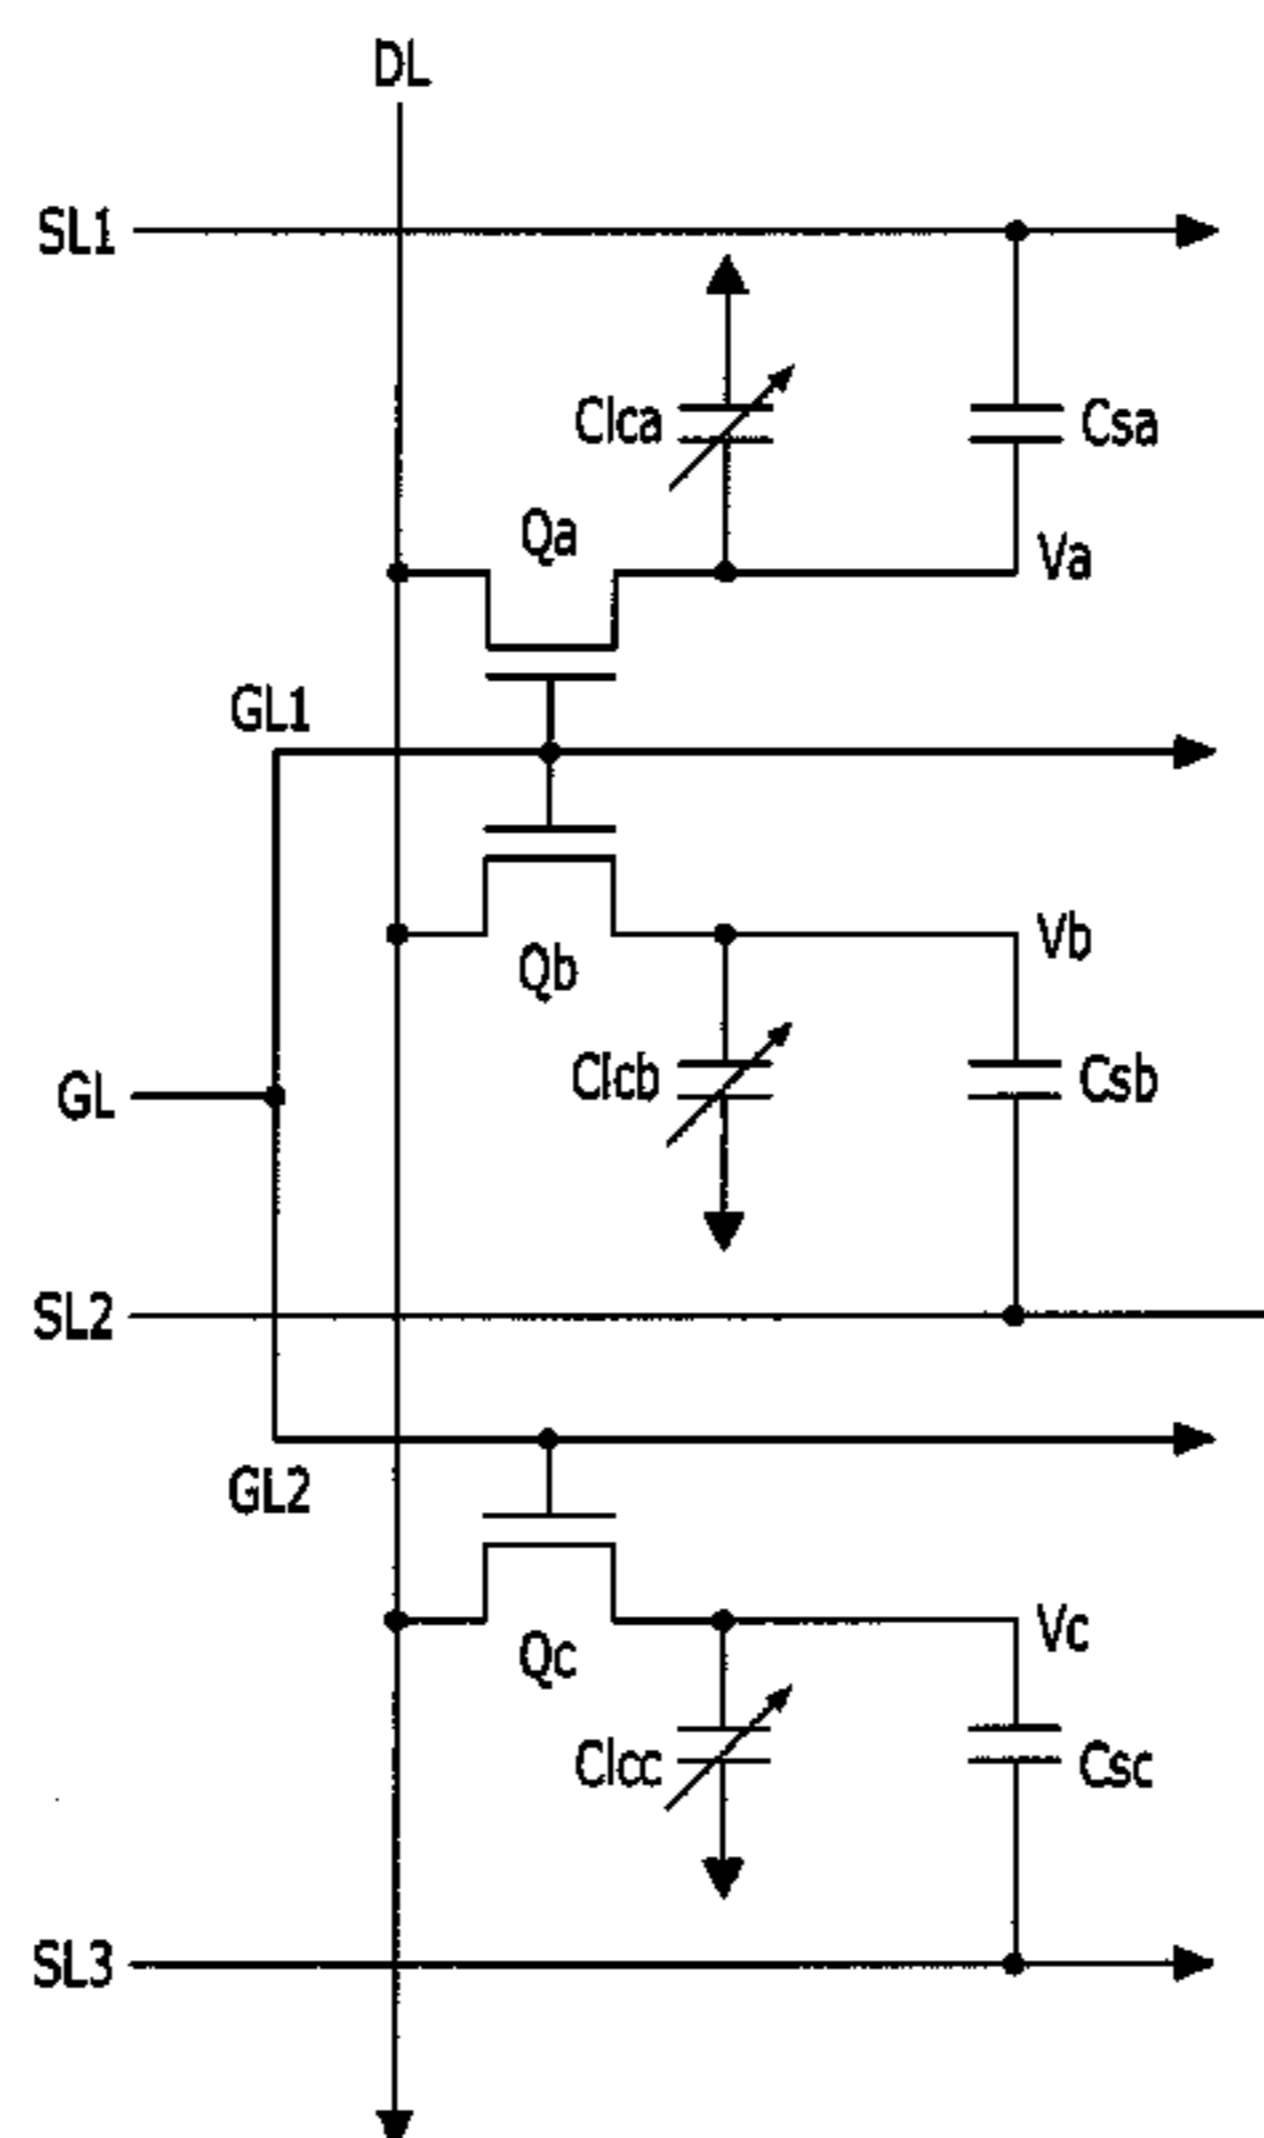 DL
SL1
Clca
Csa
Qa
Va
GL1
Vb
Qb
Clcb
Csb
GL
SL2
GL2
Vc
Qc
Clcc
Csc
SL3